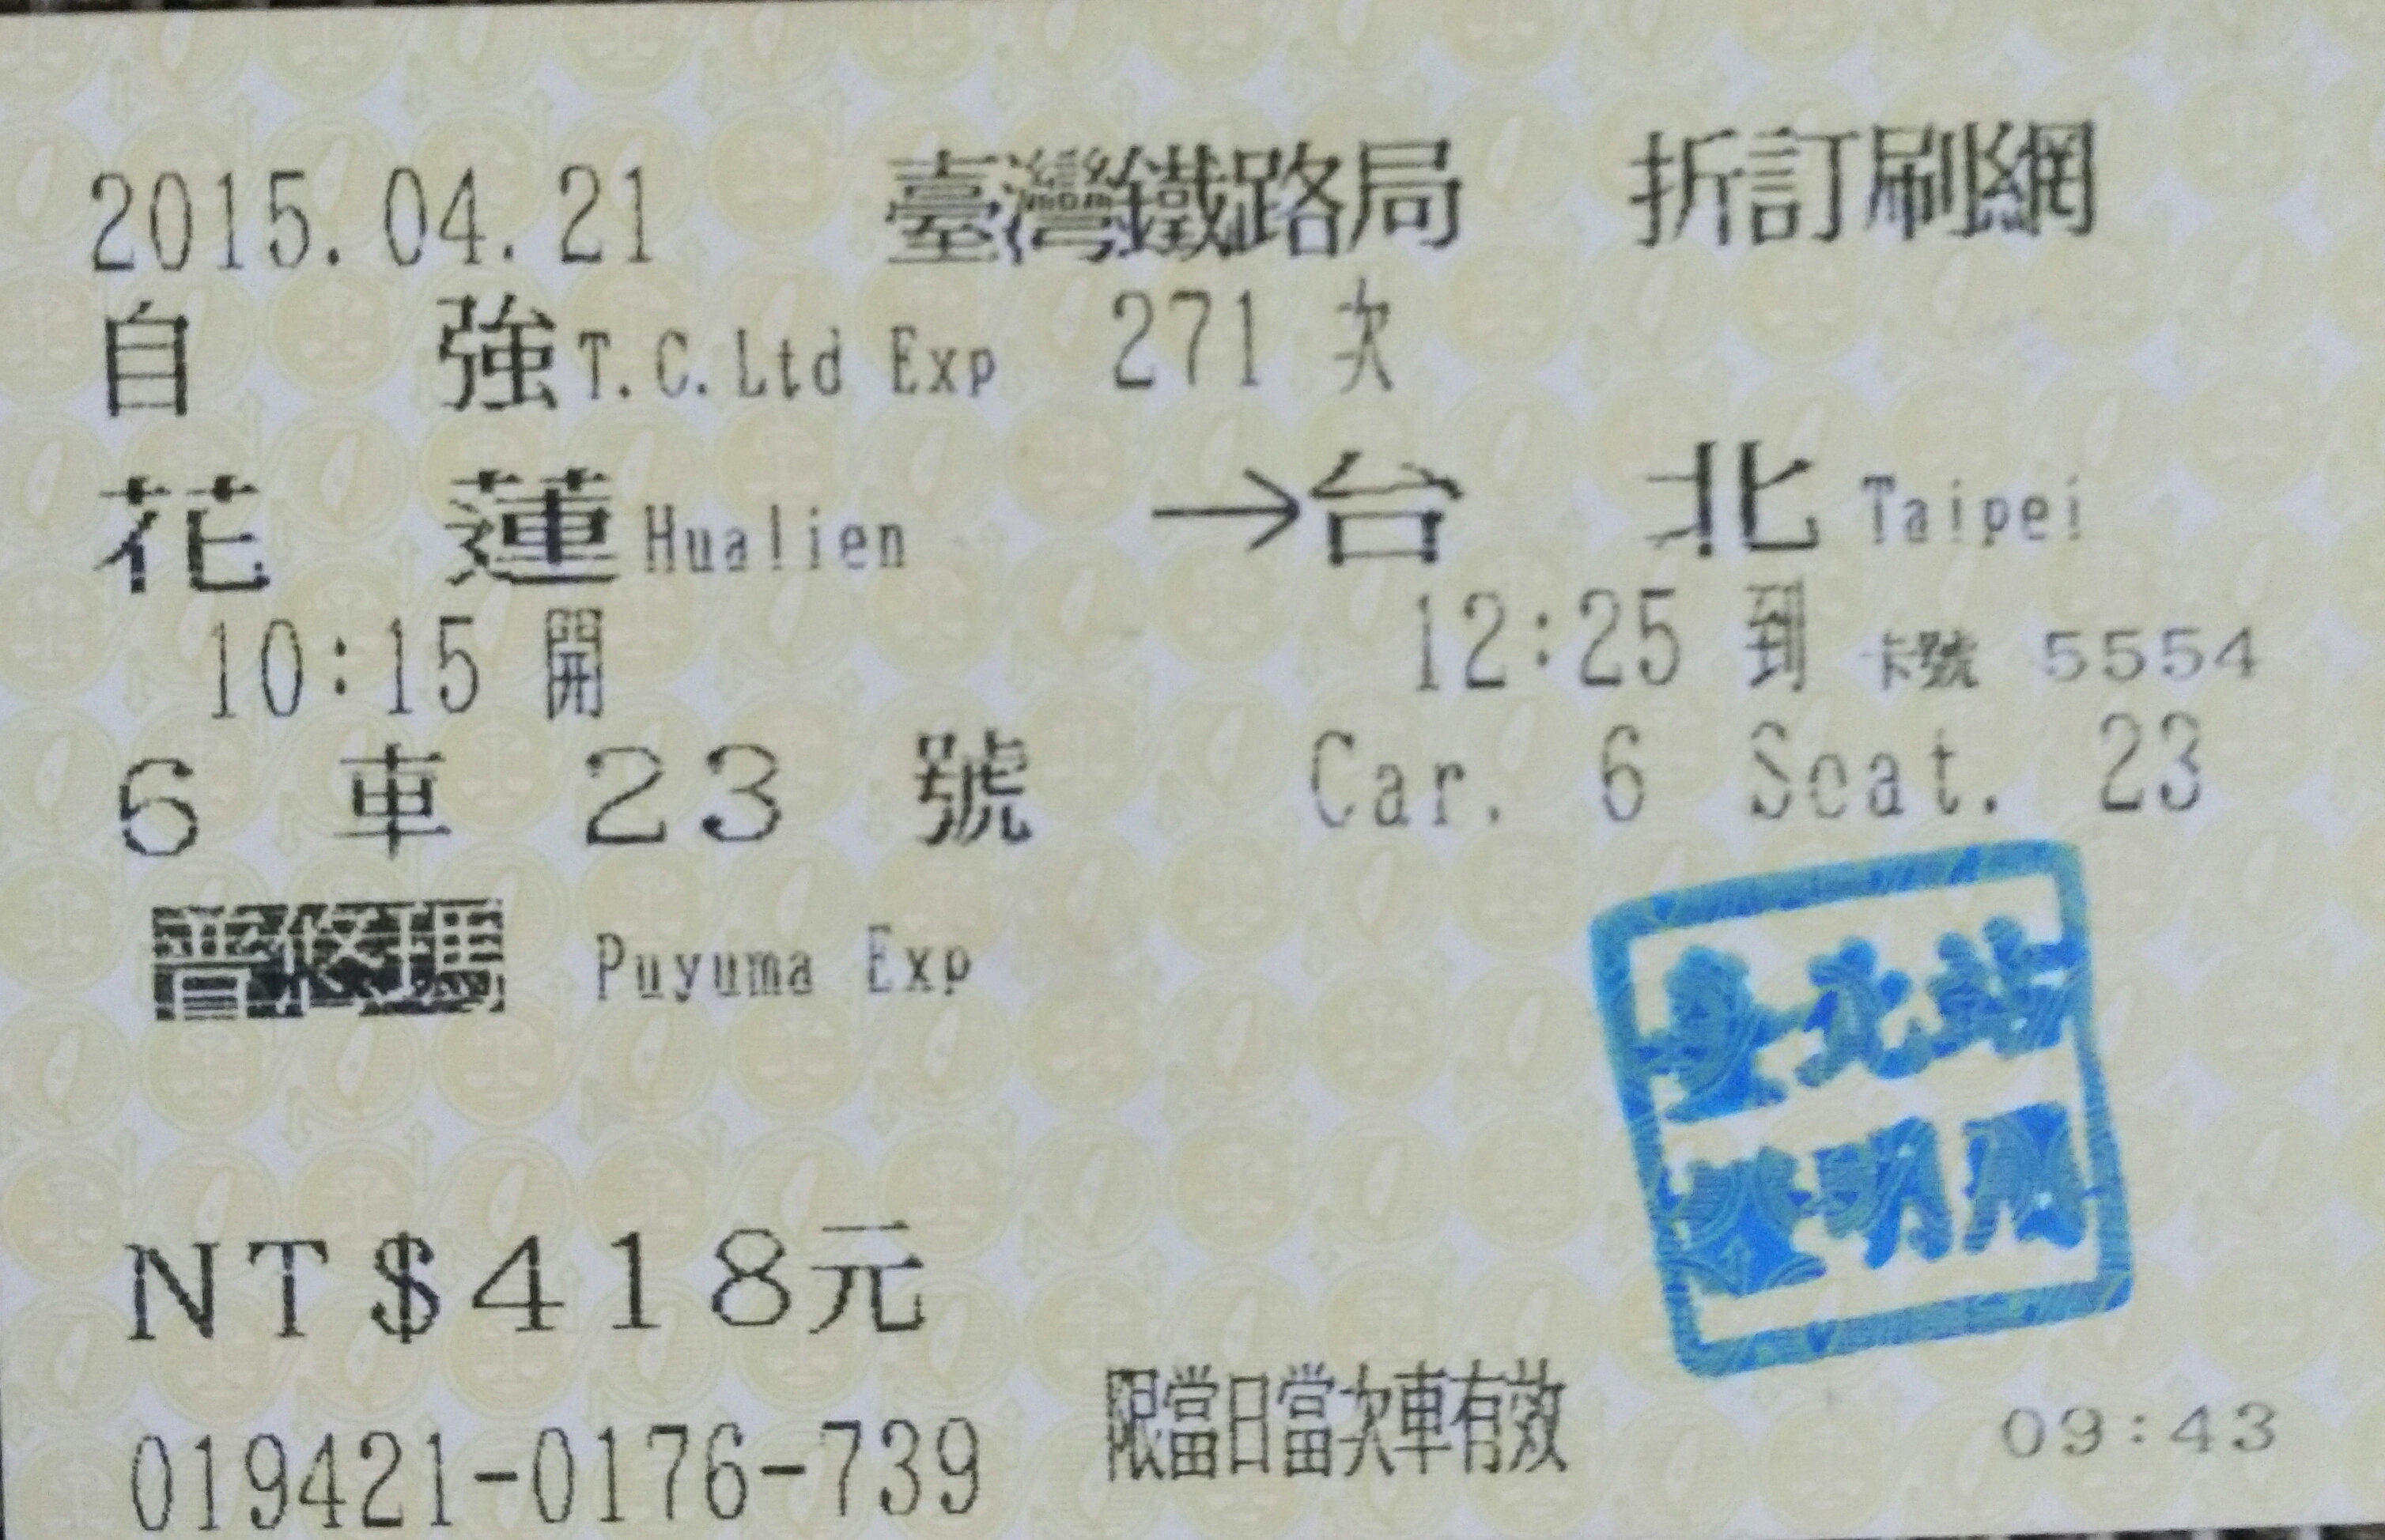 2015.04.21 臺灣鐵路局 折訂刷網
自 強 T.C.Ltd Exp 271 次
花 蓮 Hualien → 台 北 Taipei
10:15 開 12:25 到 卡號 5554
6 車 23 號 Car. 6 Seat. 23
普悠瑪 Puyuma Exp
臺北站
證明用
NT$418元
限當日當次車有效
019421-0176-739 09:43